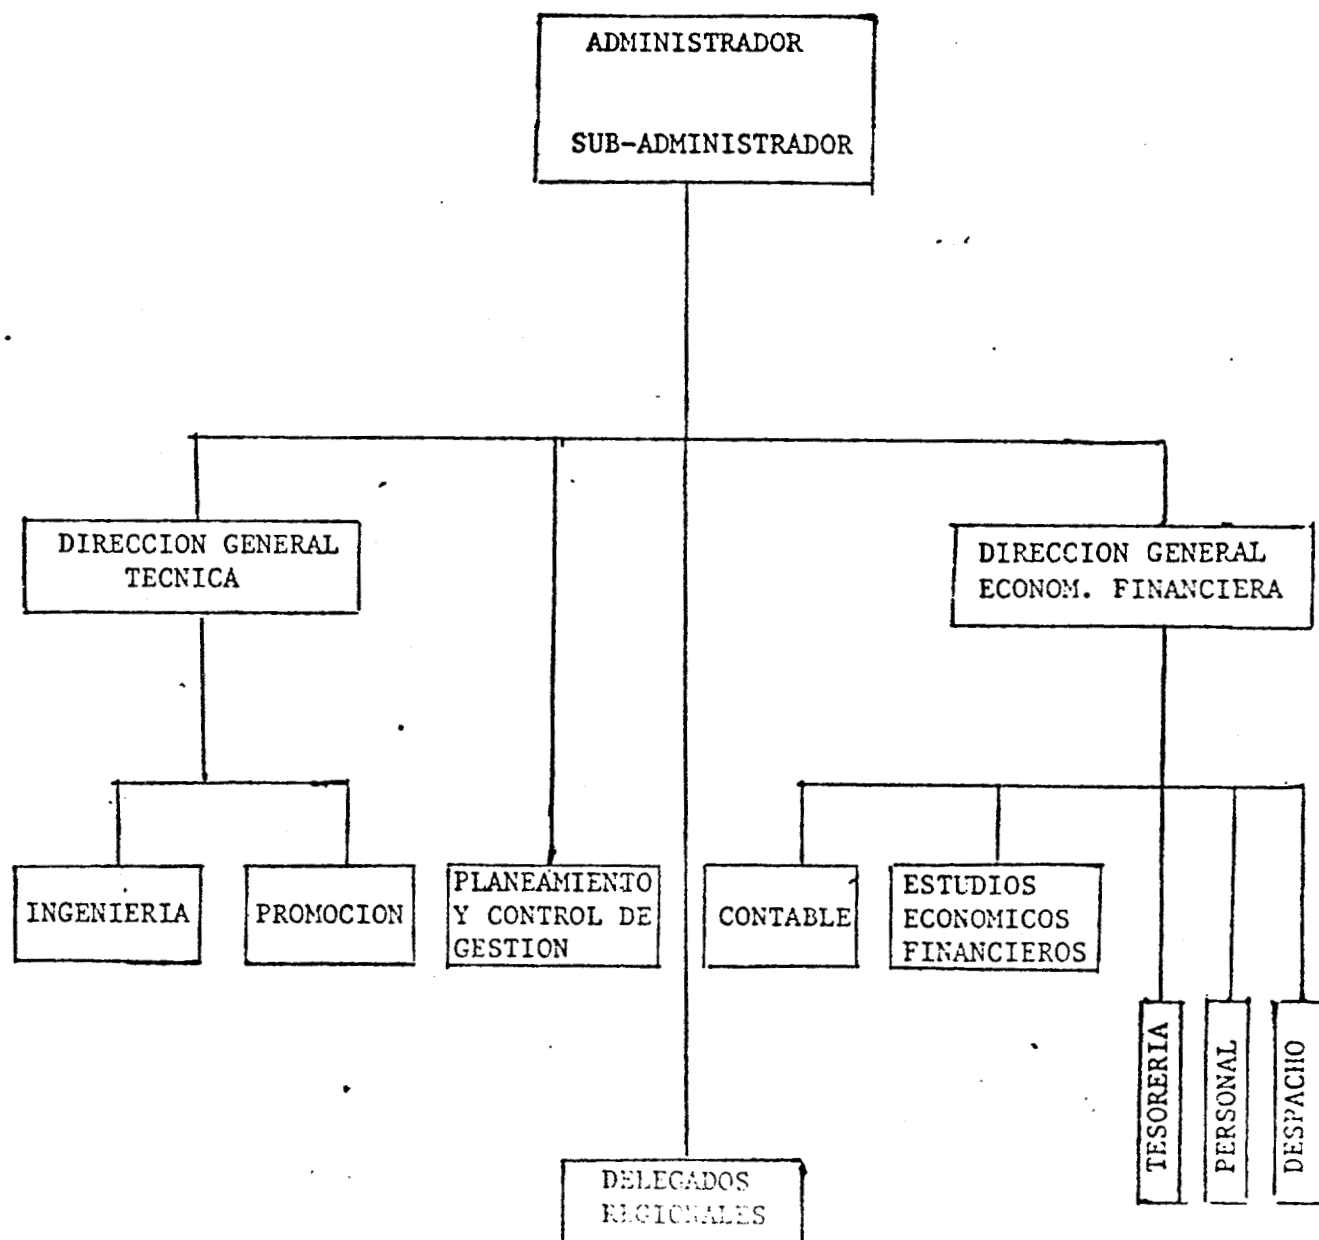 ADMINISTRADOR
SUB-ADMINISTRADOR
DIRECCION GENERAL
TECNICA
DIRECCION GENERAL
ECONOM. FINANCIERA
INGENIERIA
PROMOCION
PLANEAMIENTO
Y CONTROL DE
GESTION
CONTABLE
ESTUDIOS
ECONOMICOS
FINANCIEROS
TESORERIA
PERSONAL
DESPACHO
DELEGADOS
REGIONALES